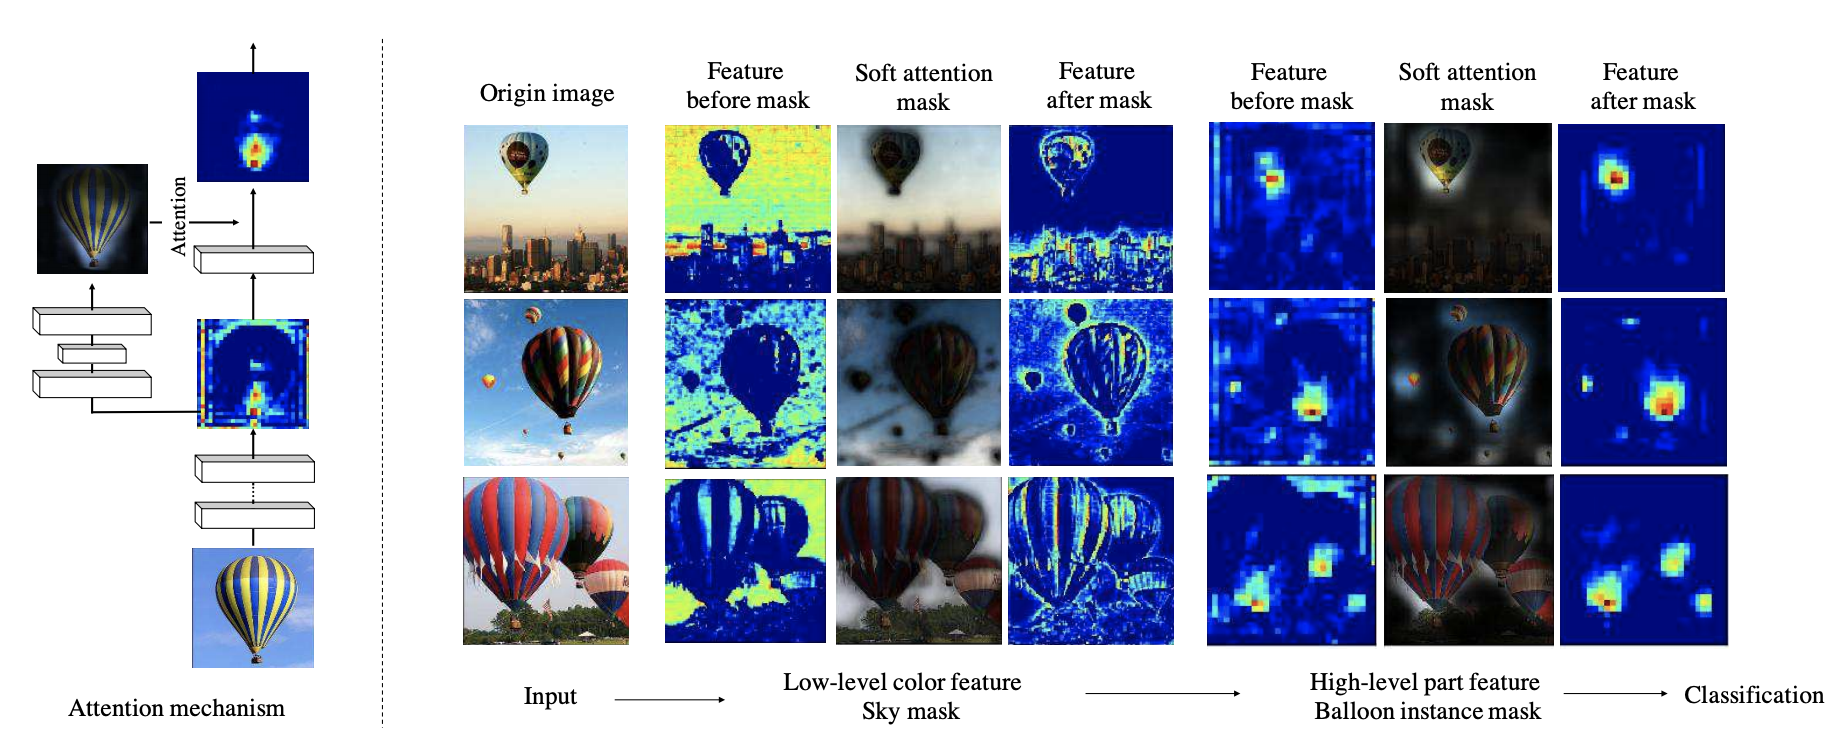 Attention
Attention mechanism
Origin image
Feature
before mask
Soft attention
mask
Feature
after mask
Feature
before mask
Soft attention
mask
Feature
after mask
Input
Low-level color feature
Sky mask
High-level part feature
Balloon instance mask
Classification